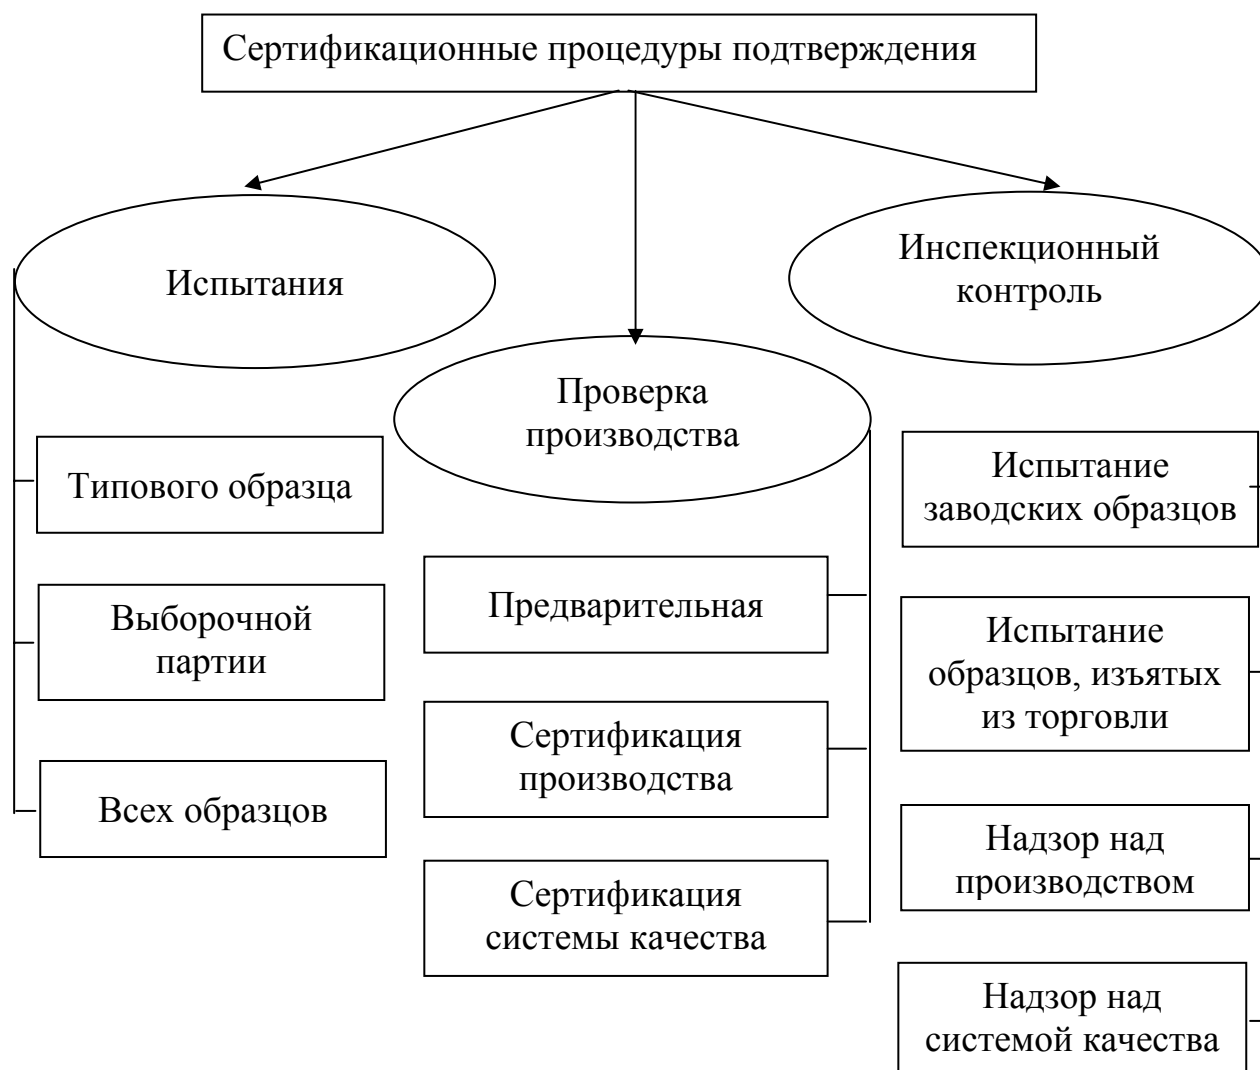 Сертификационные процедуры подтверждения
Испытания
Типового образца
Выборочной
партии
Всех образцов
Проверка
производства
Предварительная
Сертификация
производства
Сертификация
системы качества
Инспекционный
контроль
Испытание
заводских образцов
Испытание
образцов, изъятых
из торговли
Надзор над
производством
Надзор над
системой качества